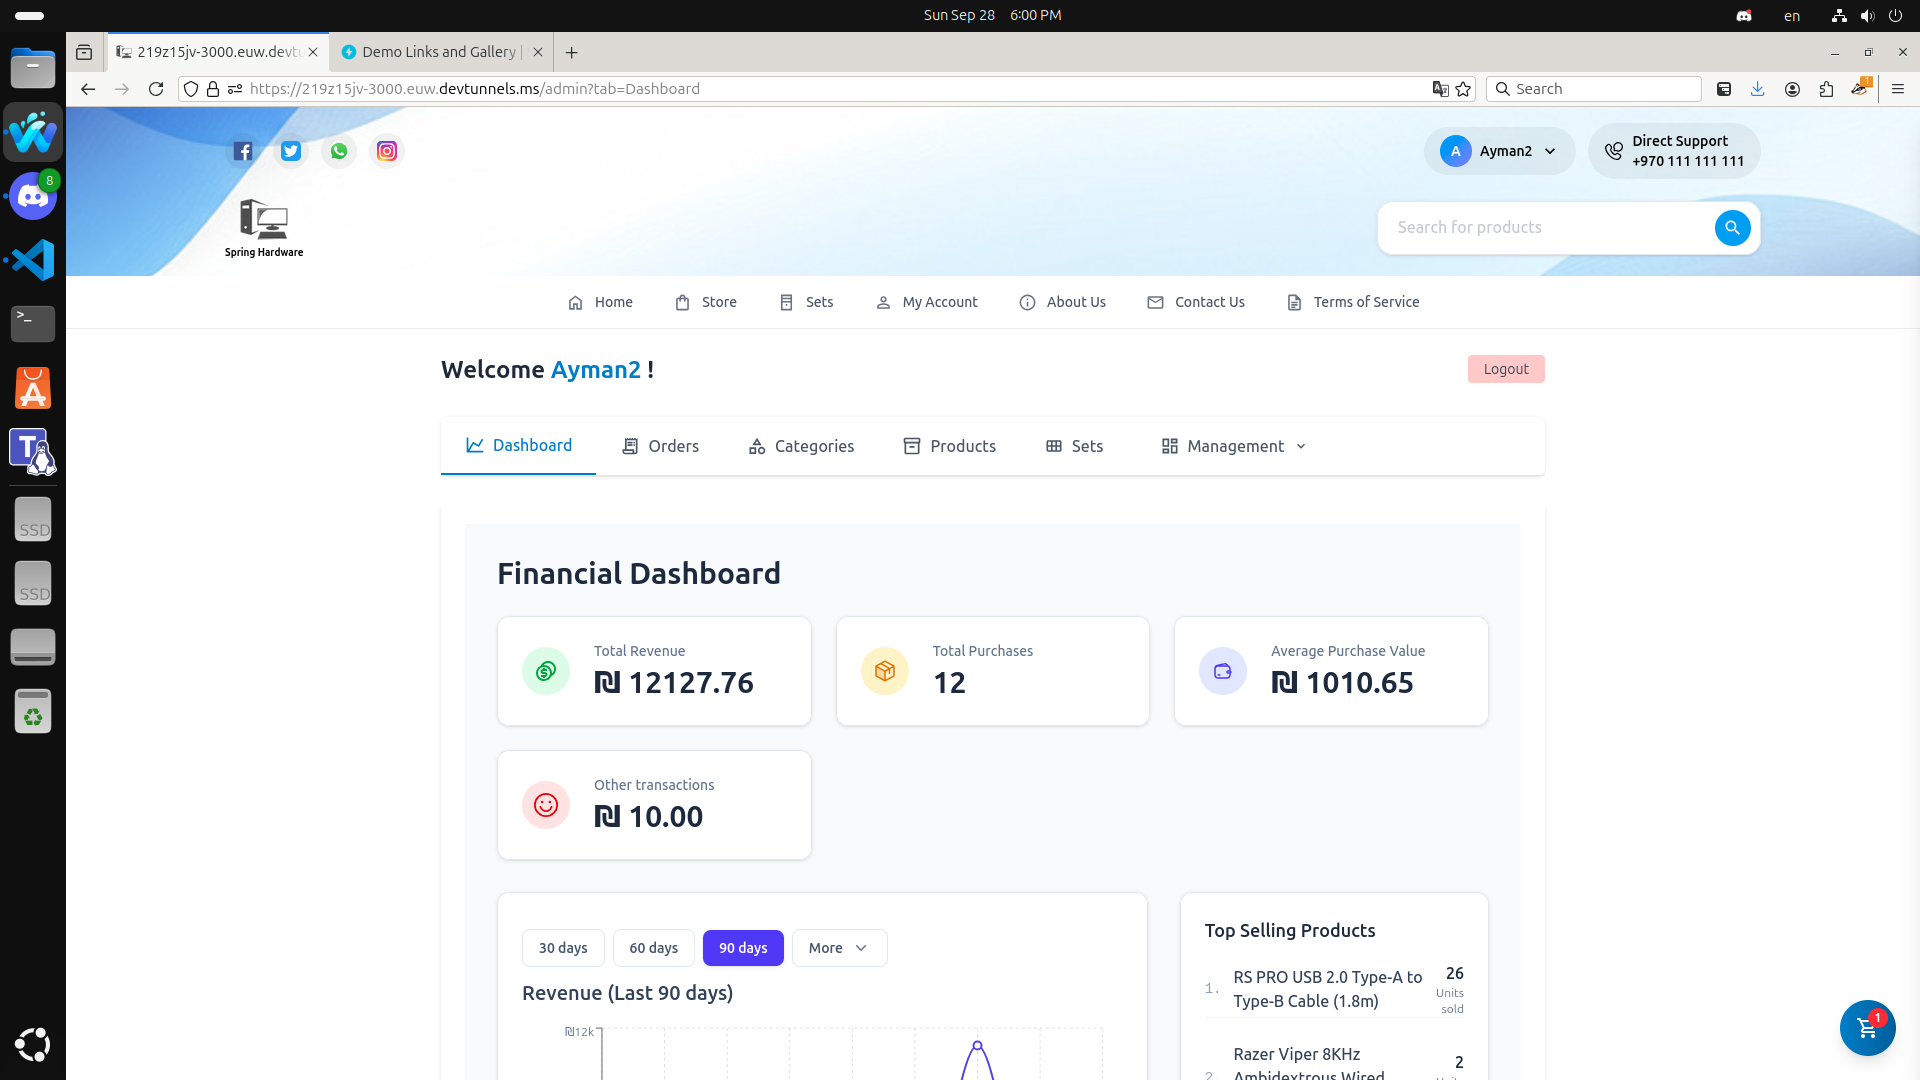 Sun Sep 28 6:00 PM
en
219z15jv-3000.euw.devtu
Demo Links and Gallery |
https://219z15jv-3000.euw.devtunnels.ms/admin?tab=Dashboard
Search
1
8
A Ayman2
Direct Support
+970 111 111 111
Spring Hardware
Search for products
Home Store Sets My Account About Us Contact Us Terms of Service
Welcome Ayman2 !
Logout
Dashboard Orders Categories Products Sets Management
SSD
SSD
Financial Dashboard
Total Revenue
₪ 12127.76
Total Purchases
12
Average Purchase Value
₪ 1010.65
Other transactions
₪ 10.00
30 days 60 days 90 days More
Revenue (Last 90 days)
₪12k
Top Selling Products
1. RS PRO USB 2.0 Type-A to
Type-B Cable (1.8m)
26
Units
sold
2. Razer Viper 8KHz
Ambidextrous Wired
2
1